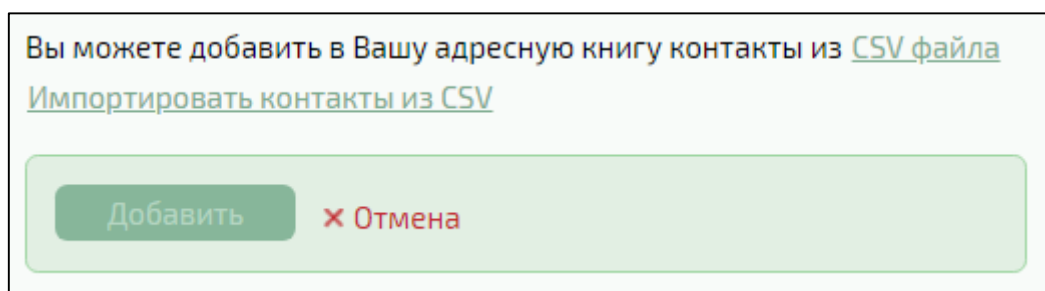 Вы можете добавить в Вашу адресную книгу контакты из CSV файла
Импортировать контакты из CSV
Добавить × Отмена